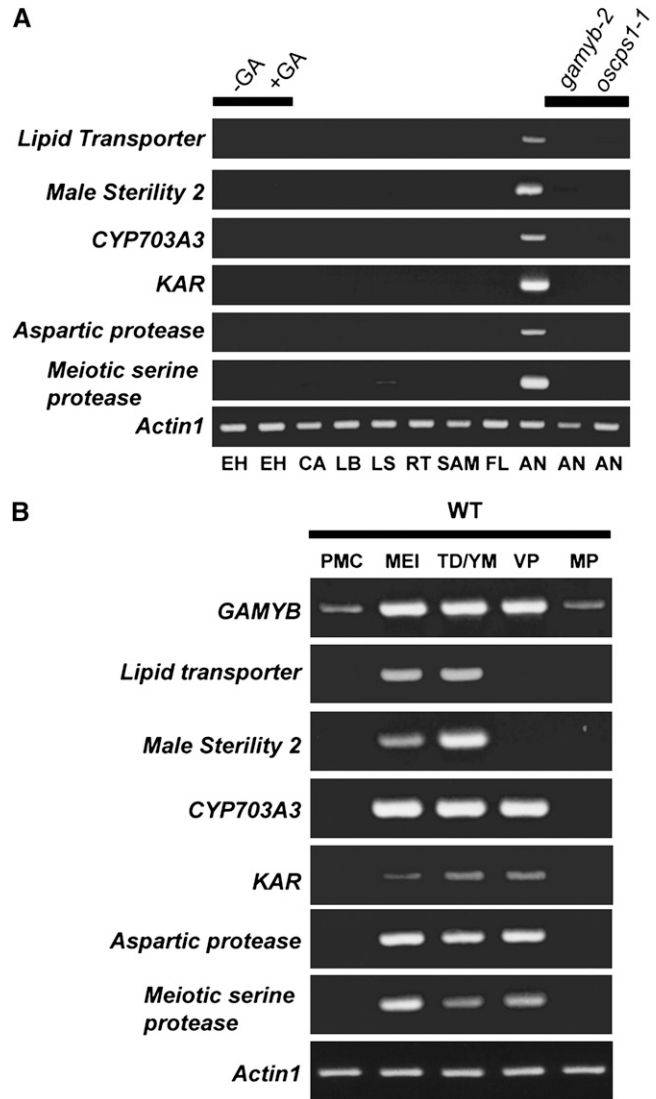 A
-GA +GA gamyb-2 oscps1-1
Lipid Transporter
Male Sterility 2
CYP703A3
KAR
Aspartic protease
Meiotic serine
protease
Actin1
EH EH CA LB LS RT SAM FL AN AN AN
B
WT
PMC MEI TD/YM VP MP
GAMYB
Lipid transporter
Male Sterility 2
CYP703A3
KAR
Aspartic protease
Meiotic serine
protease
Actin1